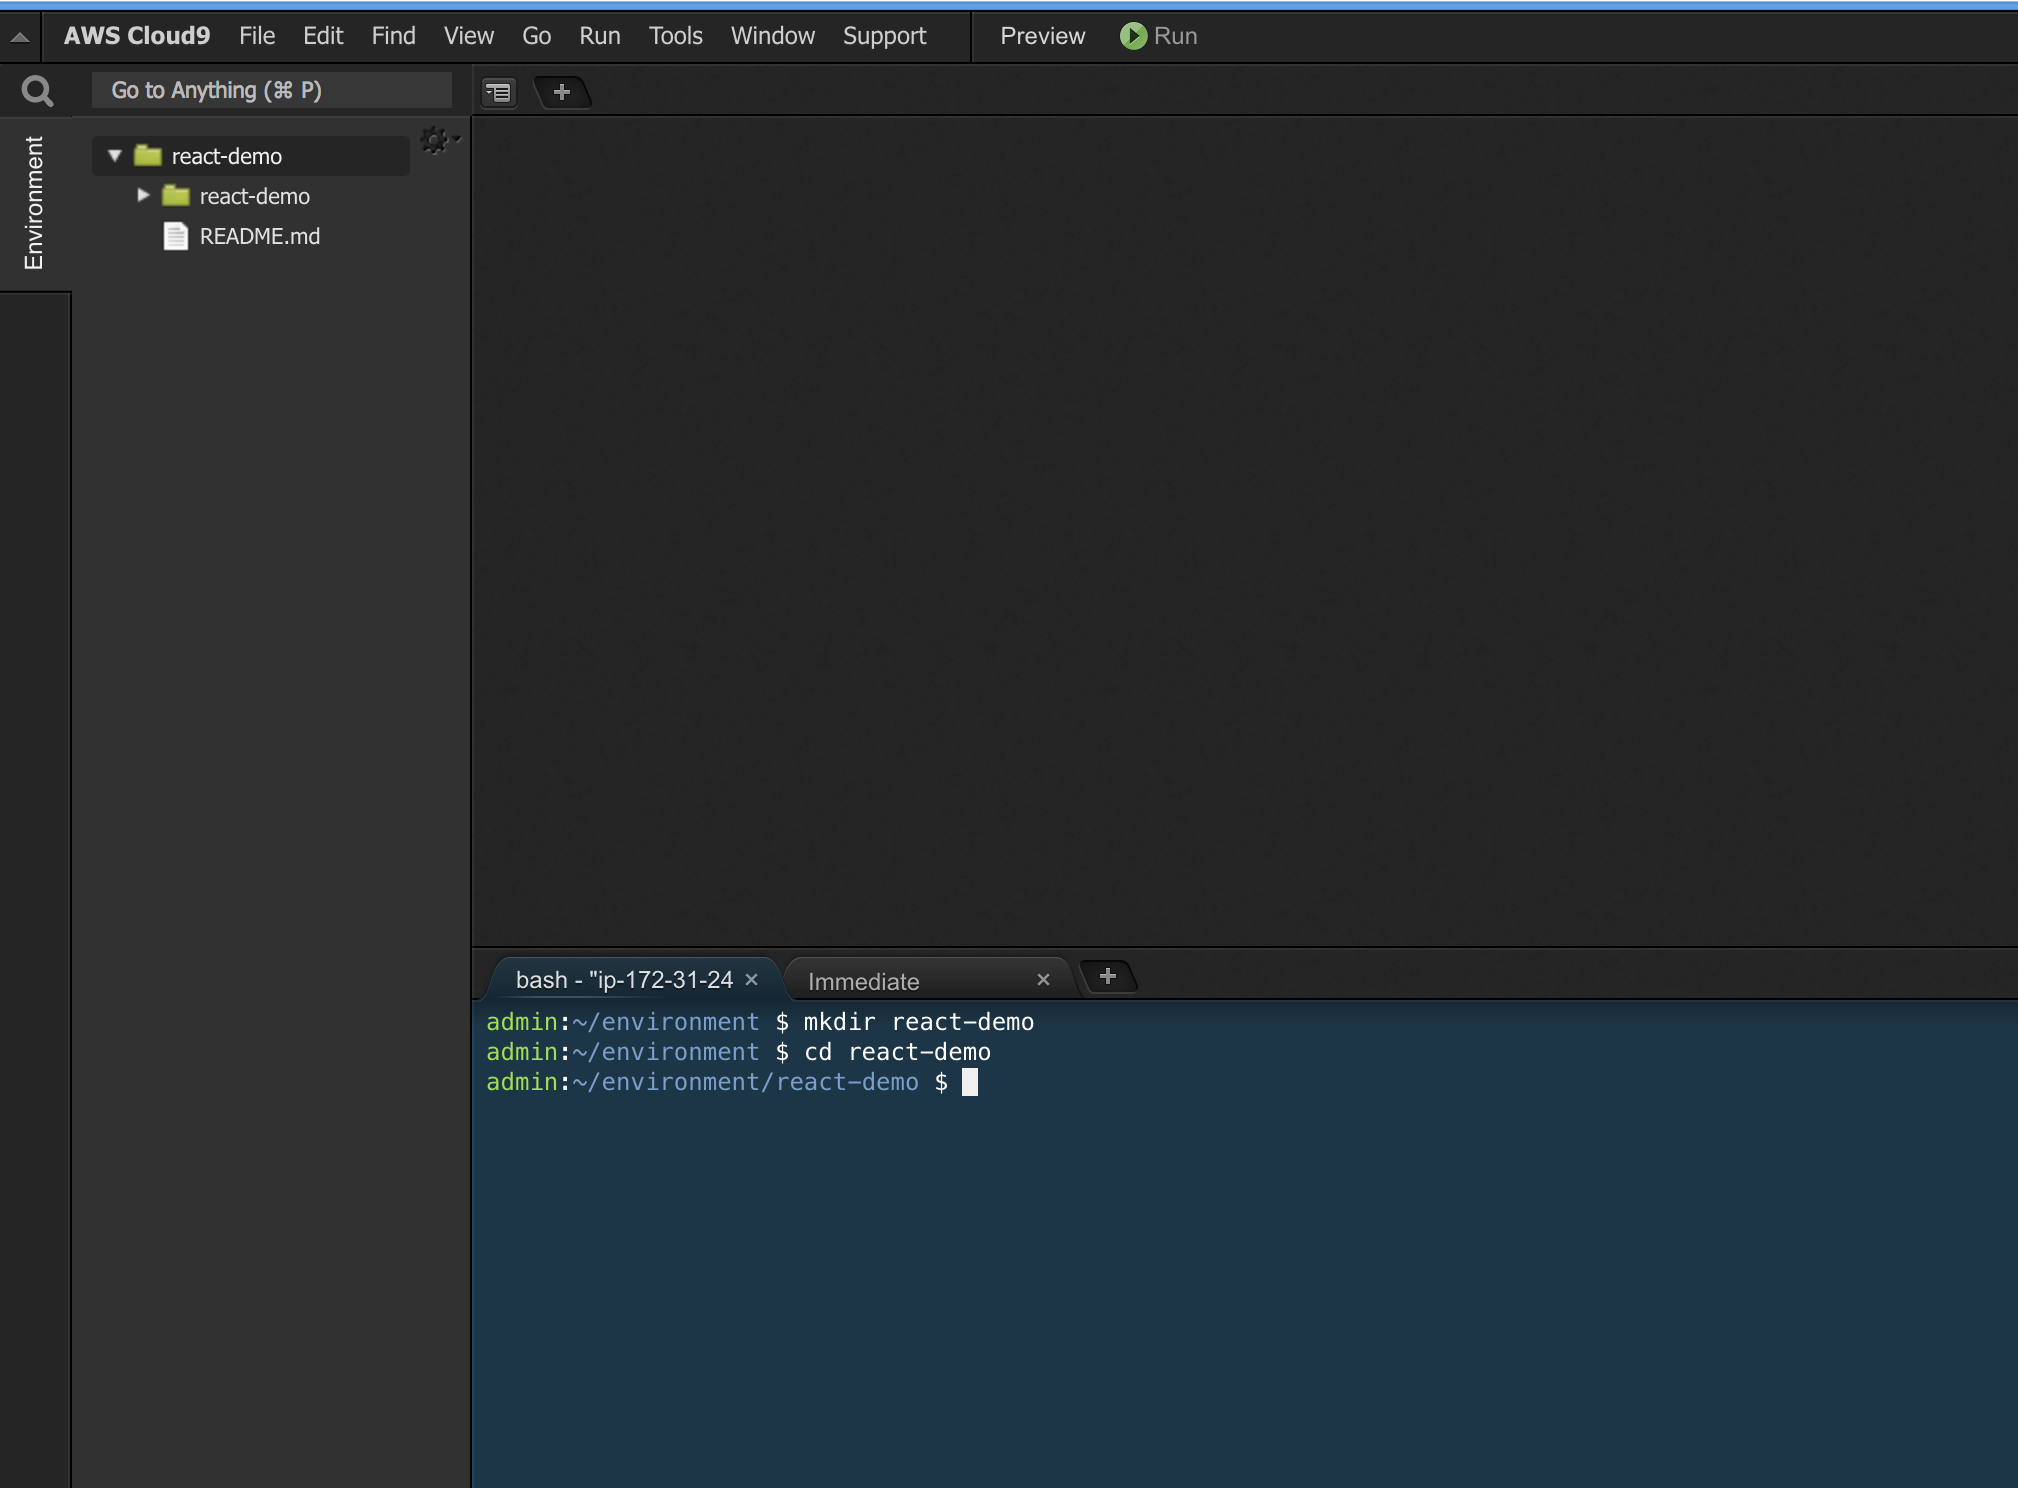 AWS Cloud9 File Edit Find View Go Run Tools Window Support Preview Run
Go to Anything (⌘ P)
Environment
react-demo
react-demo
README.md
bash - "ip-172-31-24 × Immediate ×
admin:~/environment $ mkdir react-demo
admin:~/environment $ cd react-demo
admin:~/environment/react-demo $